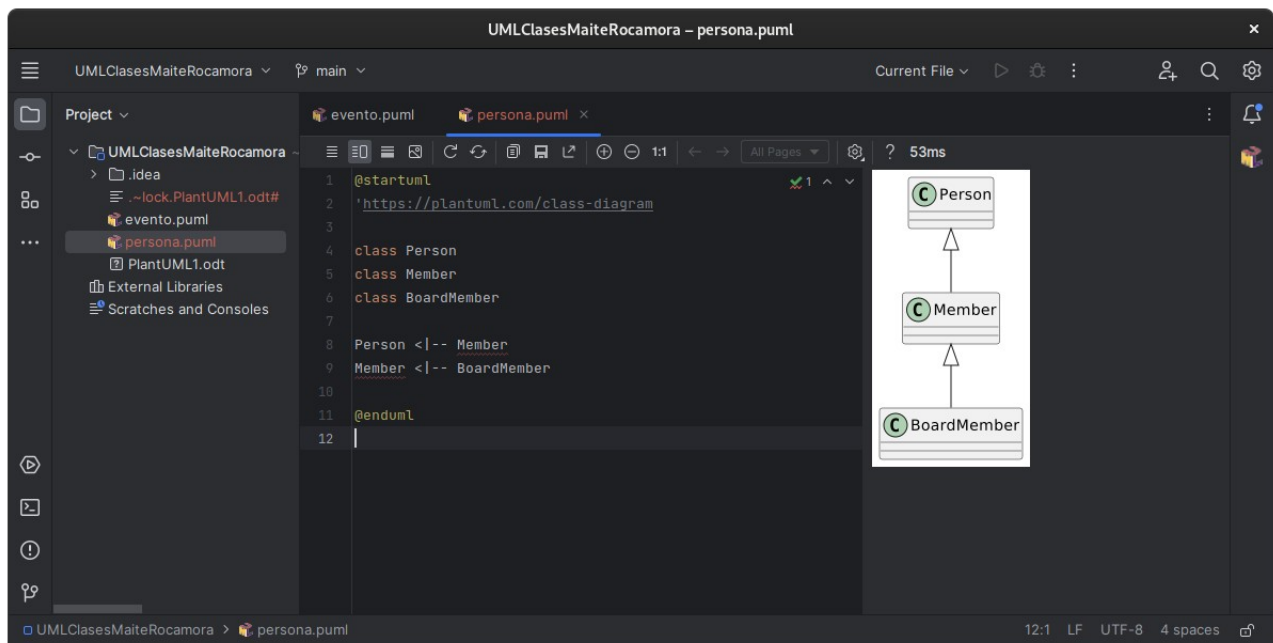 UMLClasesMaiteRocamora – persona.puml
UMLClasesMaiteRocamora main Current File
Project
evento.puml persona.puml
UMLClasesMaiteRocamora ~
.idea
.~lock.PlantUML1.odt#
evento.puml
persona.puml
PlantUML1.odt
External Libraries
Scratches and Consoles
1:1 All Pages ? 53ms
1 @startuml
2 'https://plantuml.com/class-diagram
3
4 class Person
5 class Member
6 class BoardMember
7
8 Person <|-- Member
9 Member <|-- BoardMember
10
11 @enduml
12
1
C Person
C Member
C BoardMember
UMLClasesMaiteRocamora > persona.puml 12:1 LF UTF-8 4 spaces